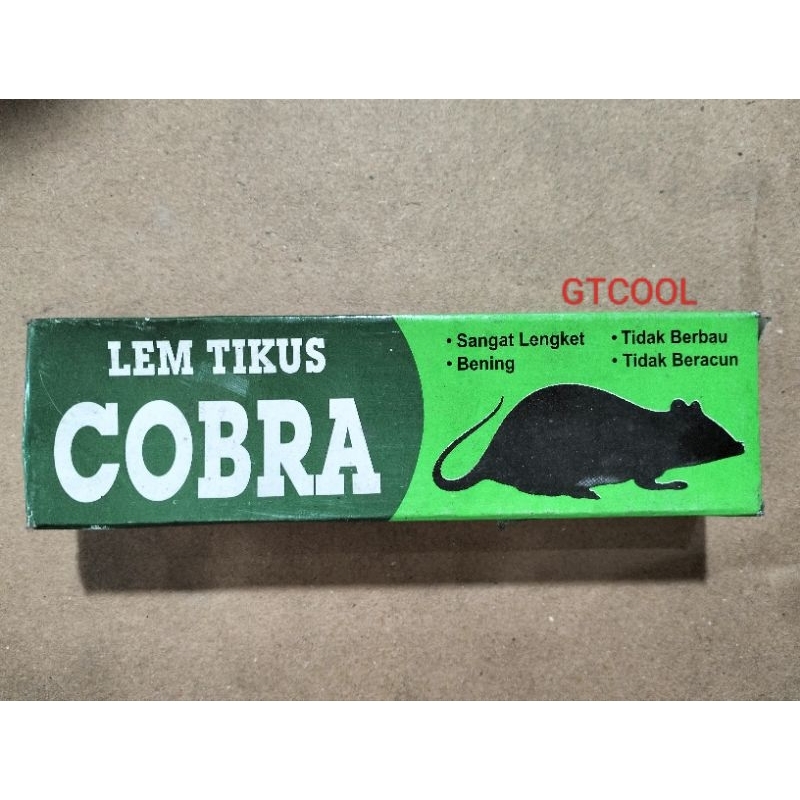 GTCOOL
LEM TIKUS
COBRA
• Sangat Lengket
• Bening
• Tidak Berbau
• Tidak Beracun